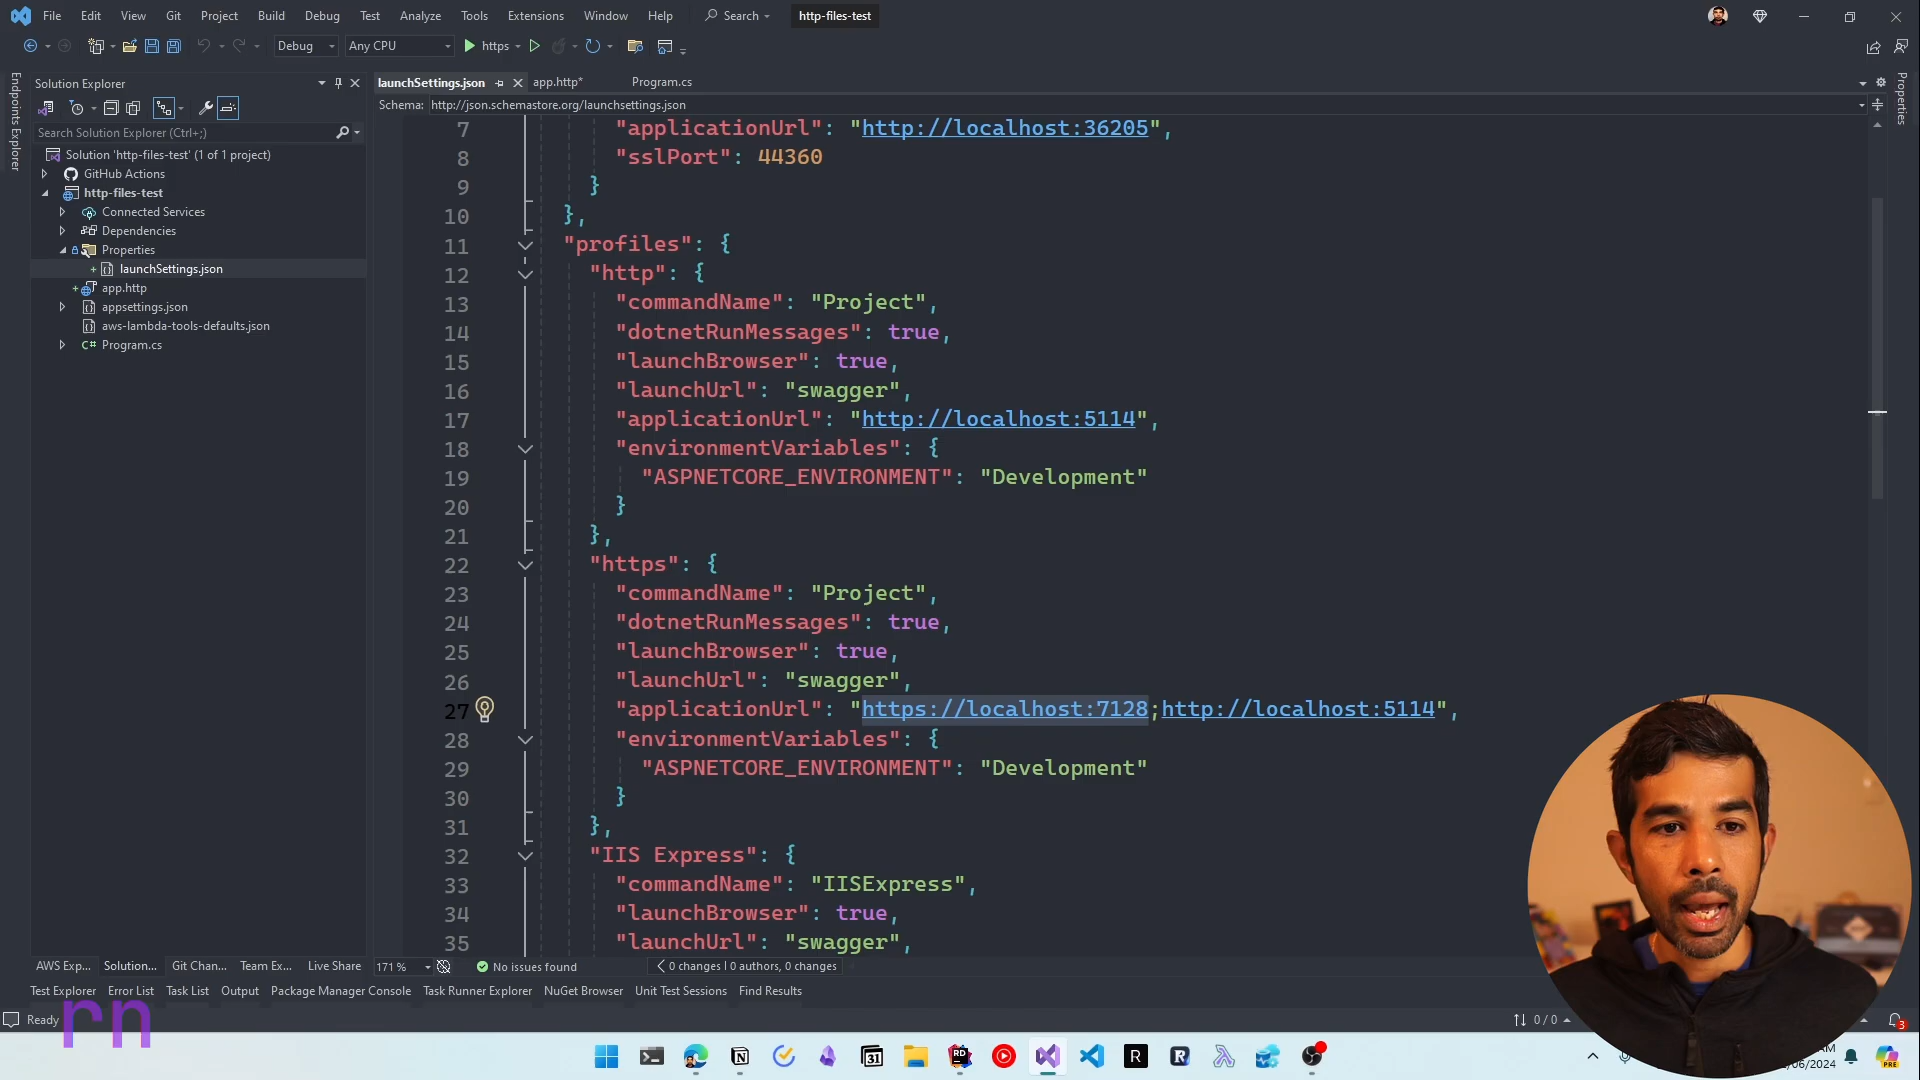 File Edit View Git Project Build Debug Test Analyze Tools Extensions Window Help Search http-files-test
Debug Any CPU https
Solution Explorer
launchSettings.json app.http* Program.cs
Schema: http://json.schemastore.org/launchsettings.json
Search Solution Explorer (Ctrl+;)
Solution 'http-files-test' (1 of 1 project)
GitHub Actions
http-files-test
Connected Services
Dependencies
Properties
launchSettings.json
app.http
appsettings.json
aws-lambda-tools-defaults.json
C# Program.cs
Endpoints Explorer
Properties
7 "applicationUrl": "http://localhost:36205",
8 "sslPort": 44360
9 }
10 },
11 "profiles": {
12 "http": {
13 "commandName": "Project",
14 "dotnetRunMessages": true,
15 "launchBrowser": true,
16 "launchUrl": "swagger",
17 "applicationUrl": "http://localhost:5114",
18 "environmentVariables": {
19 "ASPNETCORE_ENVIRONMENT": "Development"
20 }
21 },
22 "https": {
23 "commandName": "Project",
24 "dotnetRunMessages": true,
25 "launchBrowser": true,
26 "launchUrl": "swagger",
27 "applicationUrl": "https://localhost:7128;http://localhost:5114",
28 "environmentVariables": {
29 "ASPNETCORE_ENVIRONMENT": "Development"
30 }
31 },
32 "IIS Express": {
33 "commandName": "IISExpress",
34 "launchBrowser": true,
35 "launchUrl": "swagger",
AWS Exp... Solution... Git Chan... Team Ex... Live Share 171 % No issues found 0 changes | 0 authors, 0 changes
Test Explorer Error List Task List Output Package Manager Console Task Runner Explorer NuGet Browser Unit Test Sessions Find Results
Ready 0 / 0 3
rn
31 RD R R
AM
/06/2024
PRE